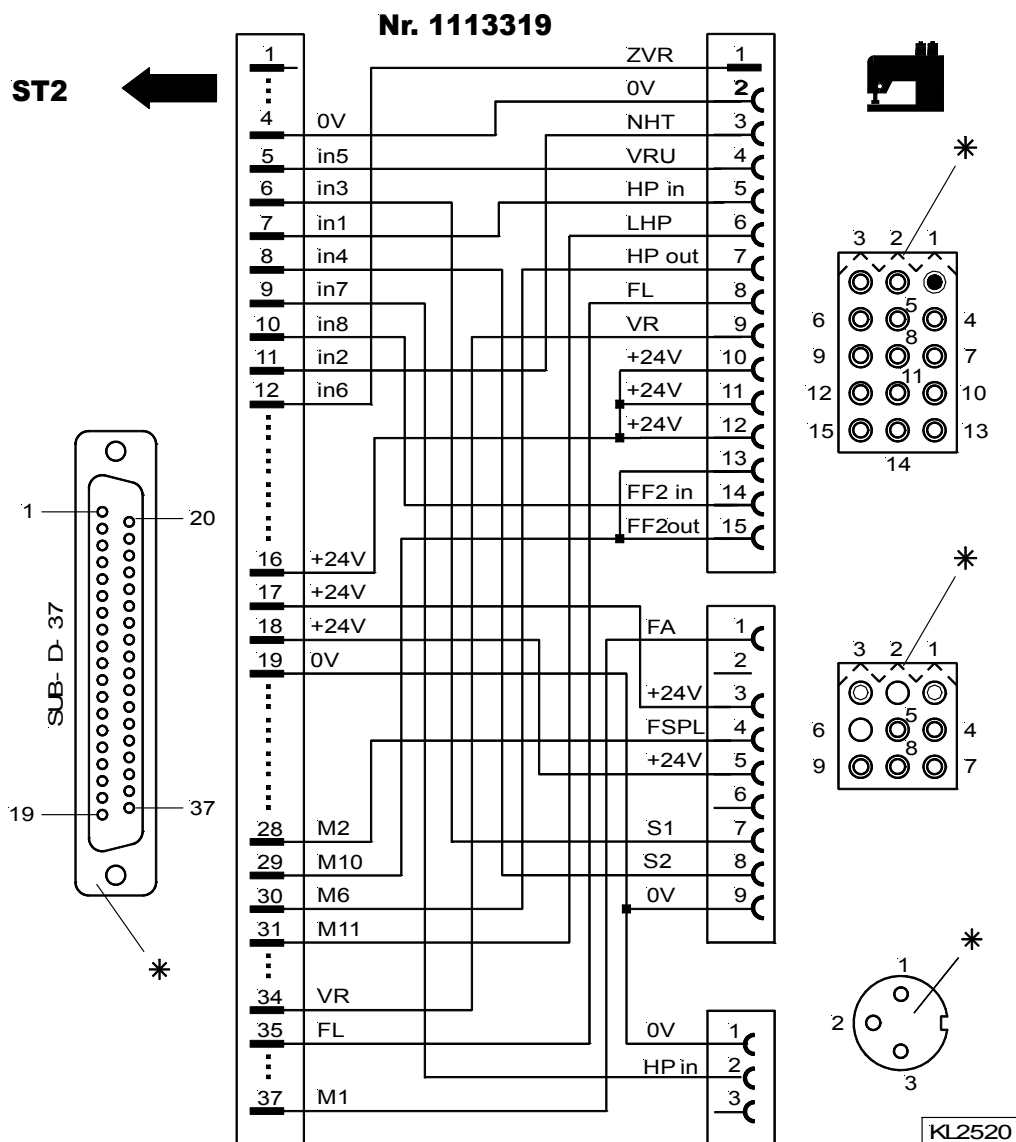 Nr. 1113319
ST2
1
4 0V
5 in5
6 in3
7 in1
8 in4
9 in7
10 in8
11 in2
12 in6
16 +24V
17 +24V
18 +24V
19 0V
28 M2
29 M10
30 M6
31 M11
34 VR
35 FL
37 M1
ZVR 1
0V 2
NHT 3
VRU 4
HP in 5
LHP 6
HP out 7
FL 8
VR 9
+24V 10
+24V 11
+24V 12
13
FF2 in 14
FF2out 15
FA 1
2
+24V 3
FSPL 4
+24V 5
6
S1 7
S2 8
0V 9
0V 1
HP in 2
3
1 20
SUB- D- 37
19 37
*
*
3 2 1
6 5 4
9 8 7
12 11 10
15 13
14
*
3 2 1
6 5 4
9 8 7
*
1
2
3
KL2520